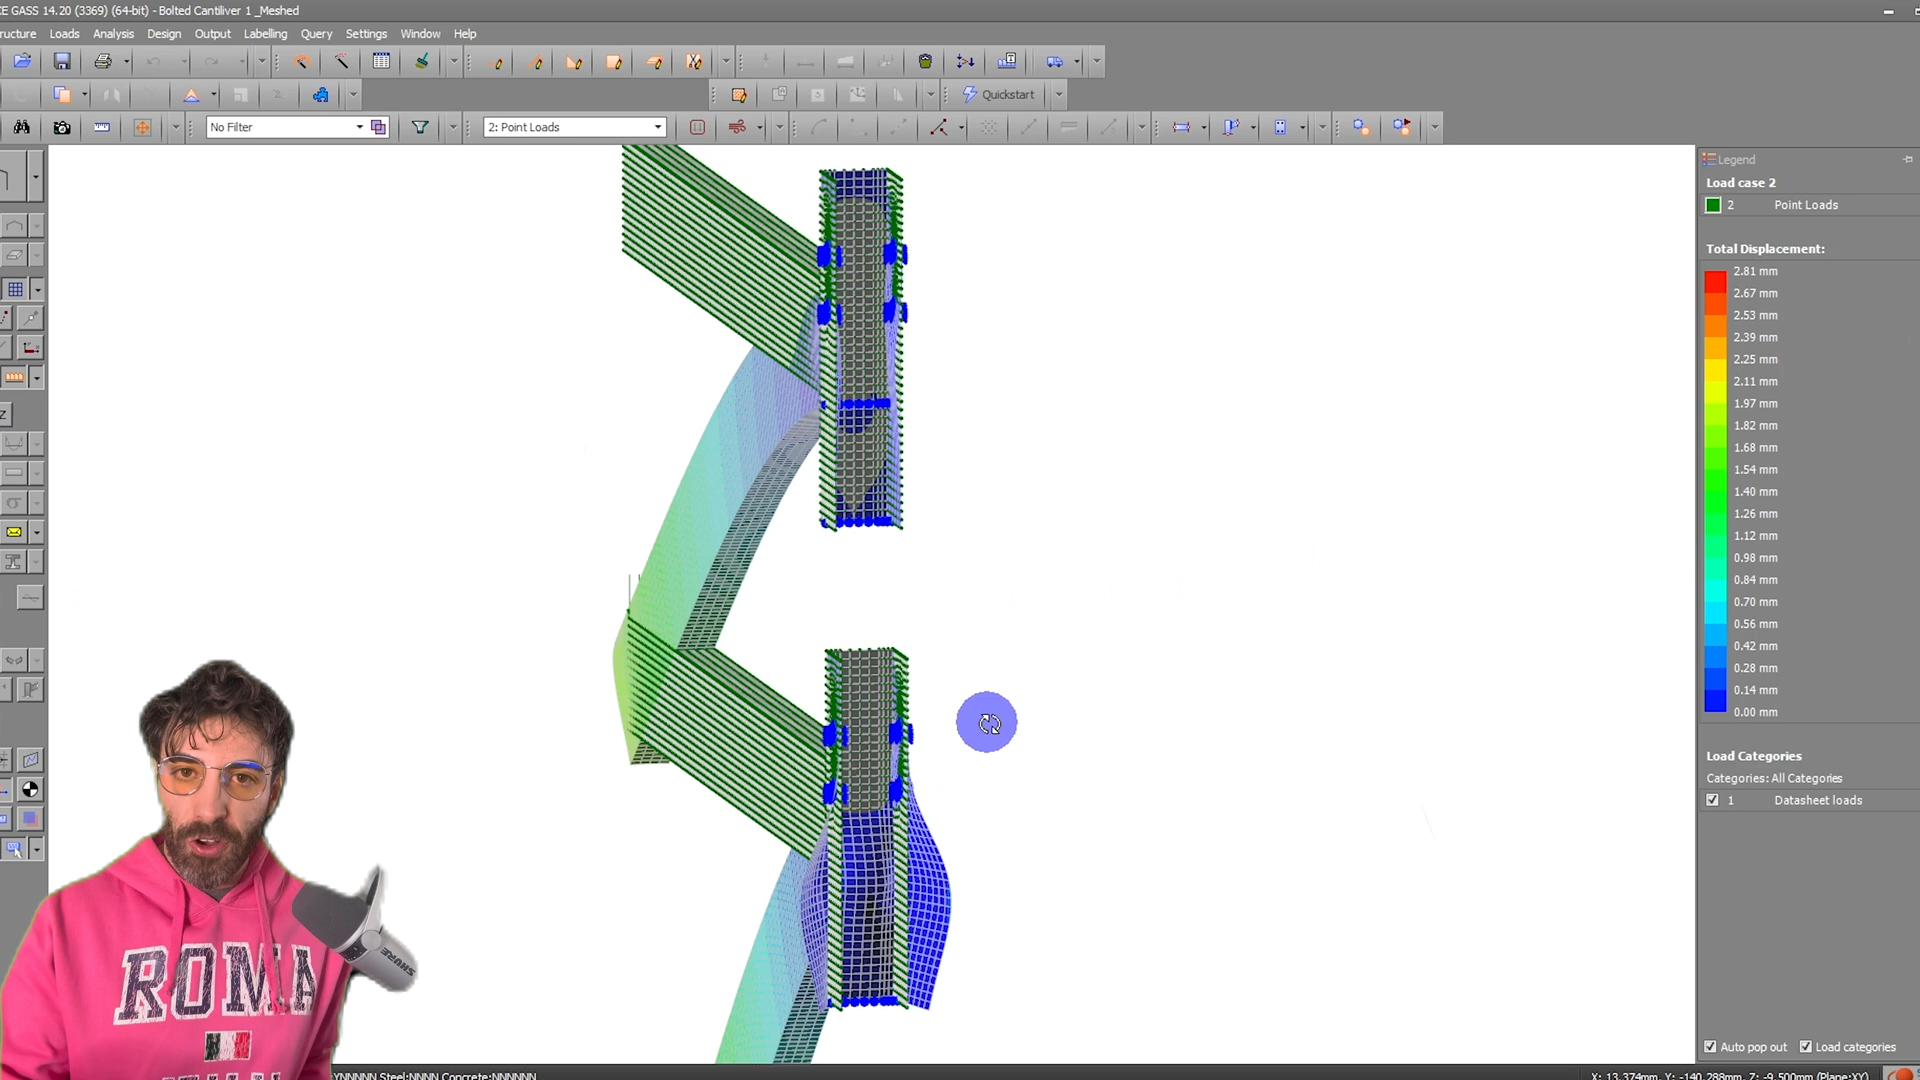 CE GASS 14.20 (3369) (64-bit) - Bolted Cantiliver 1 _Meshed
ructure Loads Analysis Design Output Labelling Query Settings Window Help
Quickstart
No Filter
2: Point Loads
Legend
Load case 2
2 Point Loads
Total Displacement:
2.81 mm
2.67 mm
2.53 mm
2.39 mm
2.25 mm
2.11 mm
1.97 mm
1.82 mm
1.68 mm
1.54 mm
1.40 mm
1.26 mm
1.12 mm
0.98 mm
0.84 mm
0.70 mm
0.56 mm
0.42 mm
0.28 mm
0.14 mm
0.00 mm
Load Categories
Categories: All Categories
1 Datasheet loads
Z
ROMA
SHURE
Auto pop out Load categories
YNNNNN Steel:NNNN Concrete:NNNNNN
X: 13.374mm, Y: -140.288mm, Z: -9.500mm (Plane:XY)